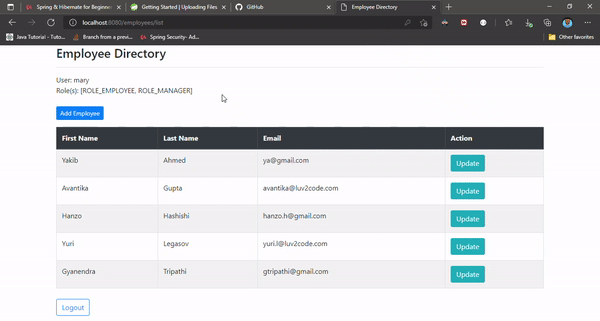 Spring & Hibernate for Beginner
Getting Started | Uploading Files
GitHub
Employee Directory
localhost:8080/employees/list
Java Tutorial - Tuto...
Branch from a previ...
Spring Security- Ad...
Other favorites
Employee Directory
User: mary
Role(s): [ROLE_EMPLOYEE, ROLE_MANAGER]
Add Employee
First Name Last Name Email Action
Yakib Ahmed ya@gmail.com Update
Avantika Gupta avantika@luv2code.com Update
Hanzo Hashishi hanzo.h@gmail.com Update
Yuri Legasov yuri.l@luv2code.com Update
Gyanendra Tripathi gtripathi@gmail.com Update
Logout